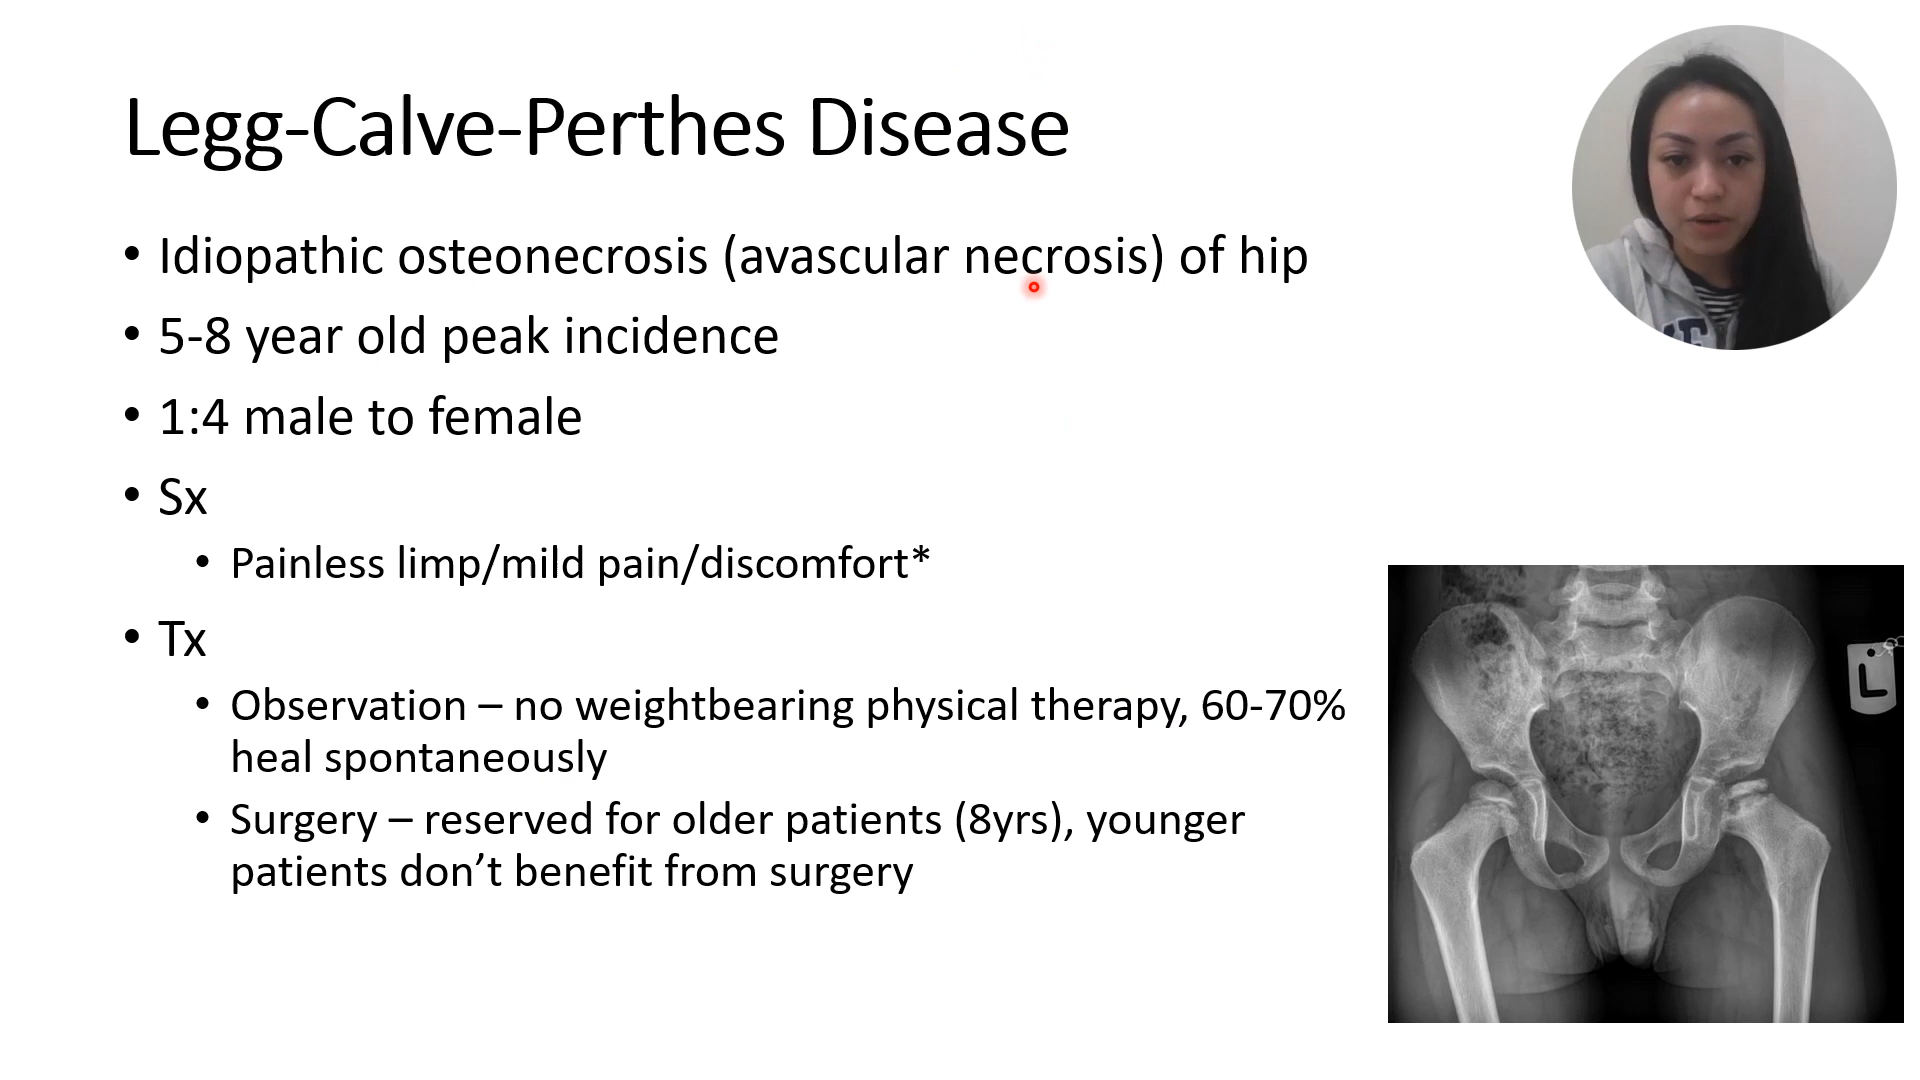 Legg-Calve-Perthes Disease
• Idiopathic osteonecrosis (avascular necrosis) of hip
• 5-8 year old peak incidence
• 1:4 male to female
• Sx
• Painless limp/mild pain/discomfort*
• Tx
• Observation – no weightbearing physical therapy, 60-70%
heal spontaneously
• Surgery – reserved for older patients (8yrs), younger
patients don’t benefit from surgery
L